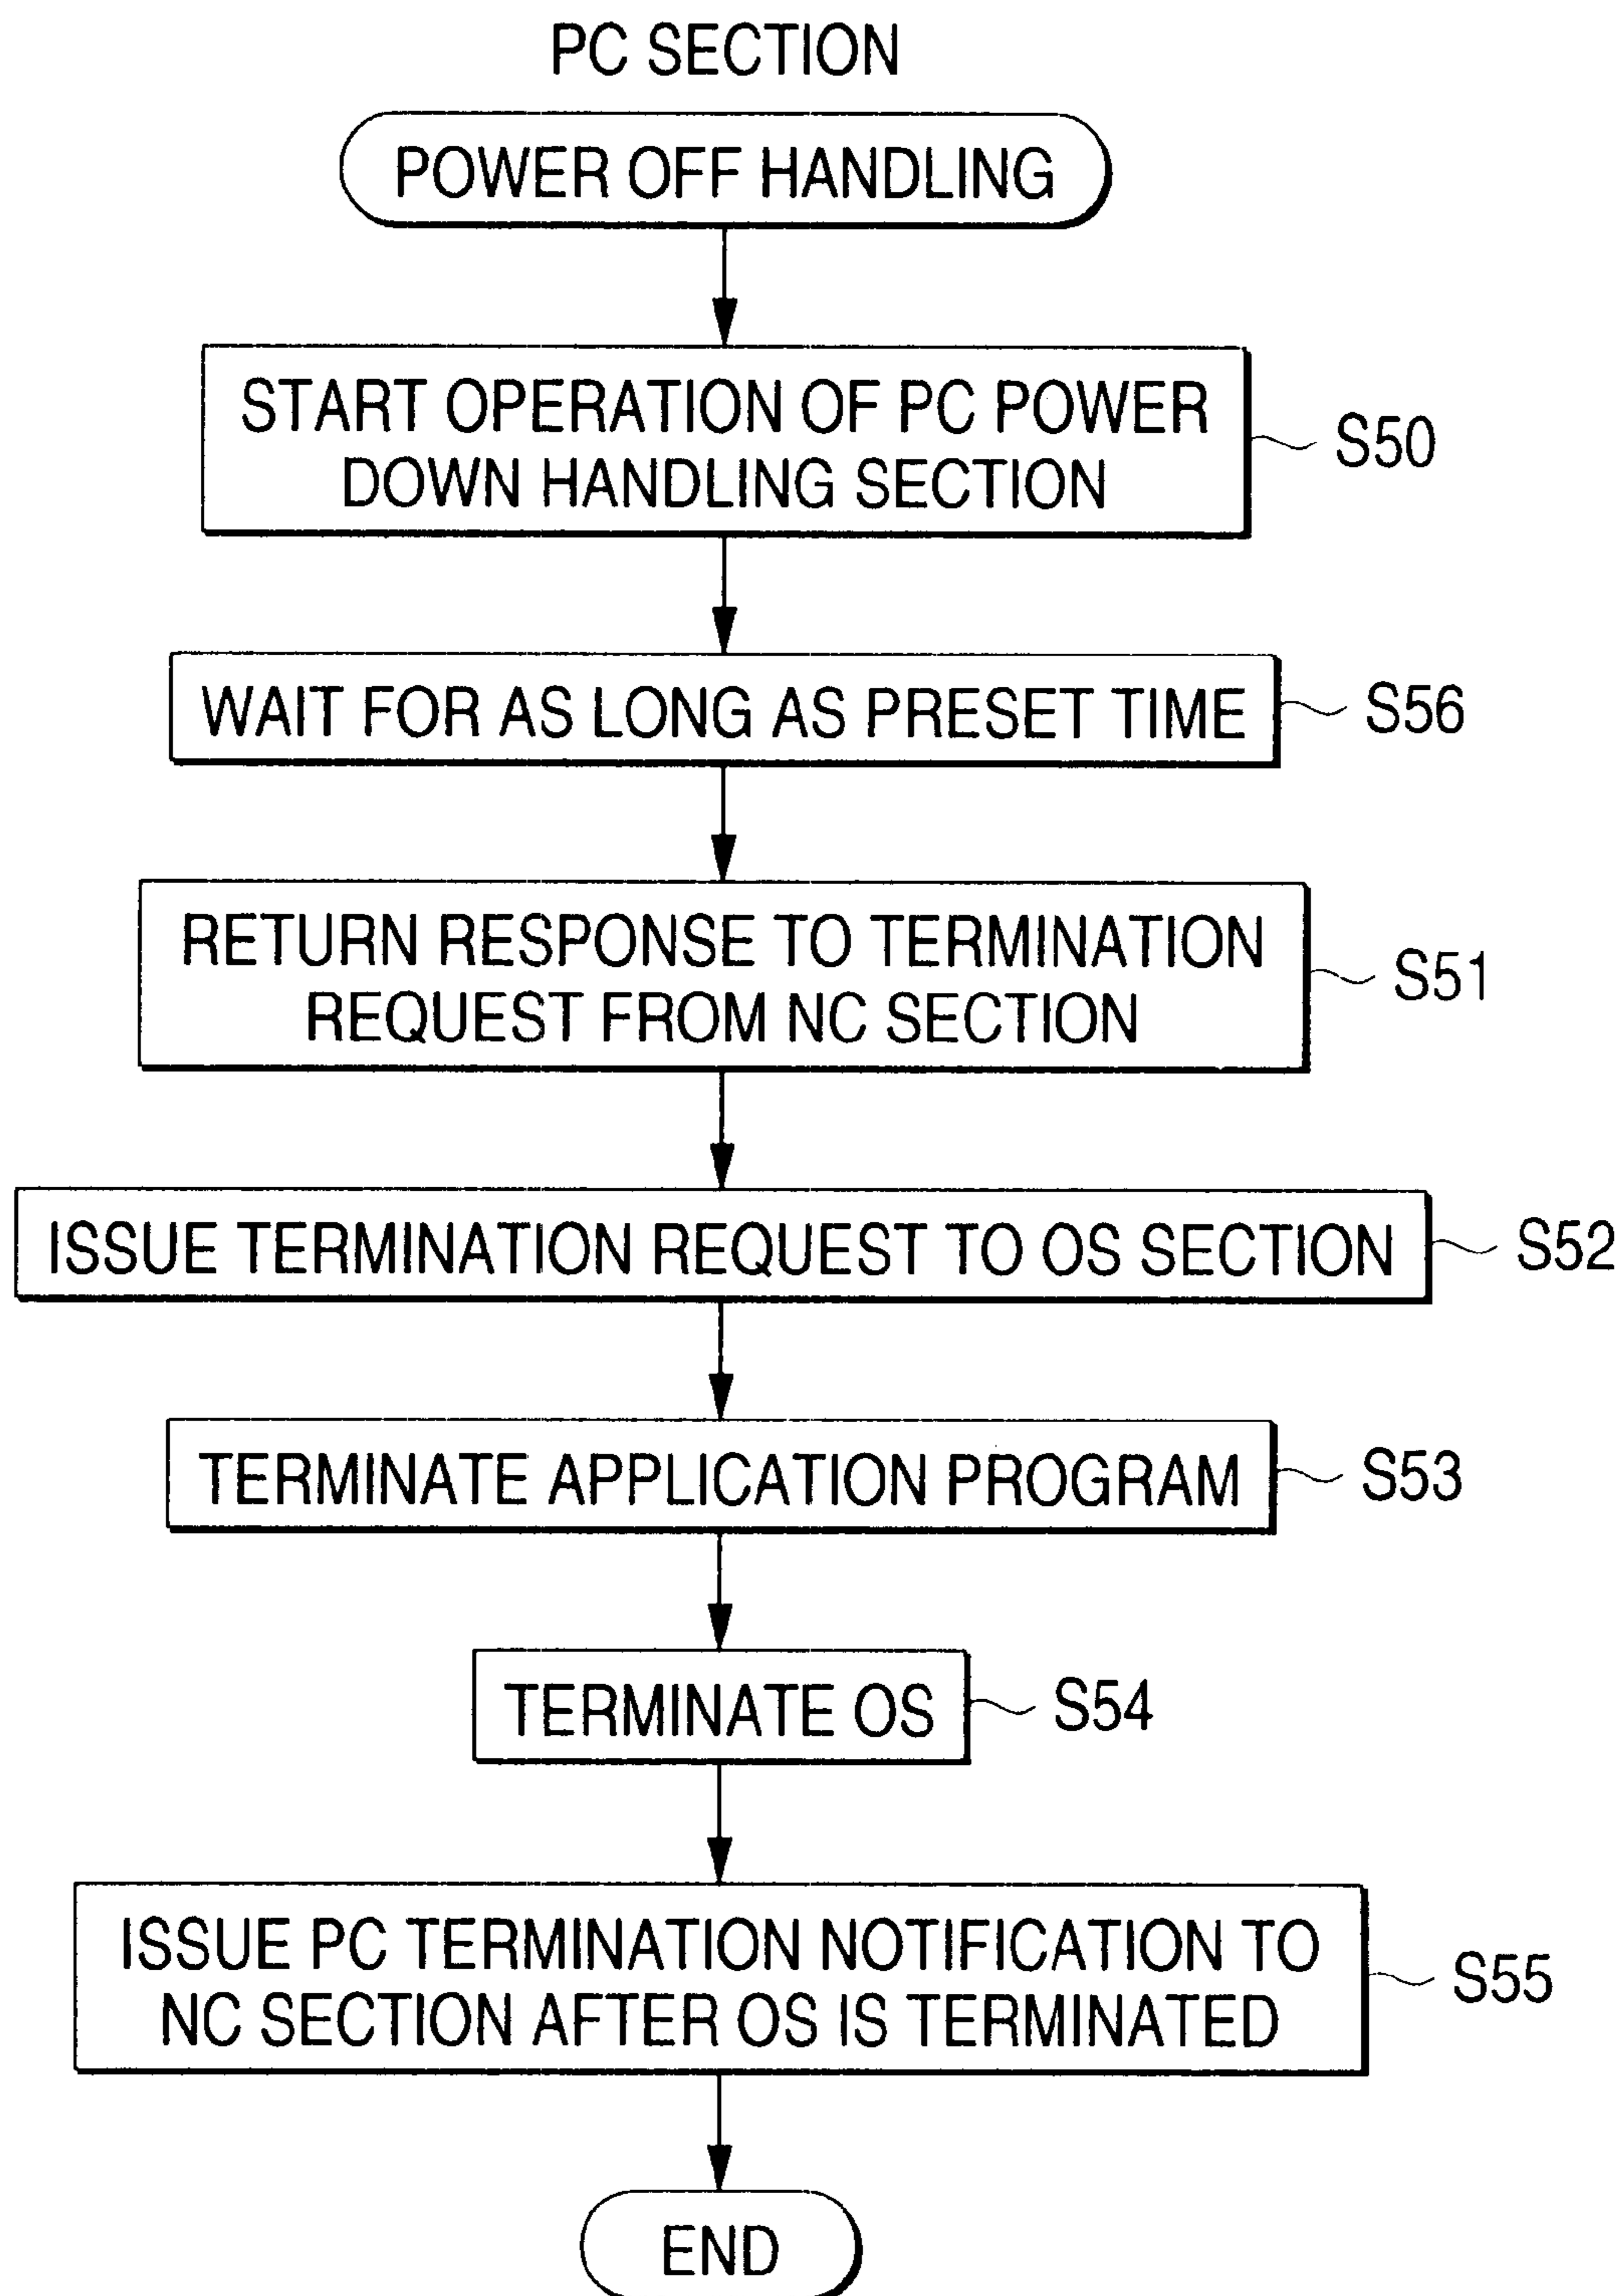 PC SECTION
POWER OFF HANDLING
START OPERATION OF PC POWER
DOWN HANDLING SECTION
S50
WAIT FOR AS LONG AS PRESET TIME
S56
RETURN RESPONSE TO TERMINATION
REQUEST FROM NC SECTION
S51
ISSUE TERMINATION REQUEST TO OS SECTION
S52
TERMINATE APPLICATION PROGRAM
S53
TERMINATE OS
S54
ISSUE PC TERMINATION NOTIFICATION TO
NC SECTION AFTER OS IS TERMINATED
S55
END